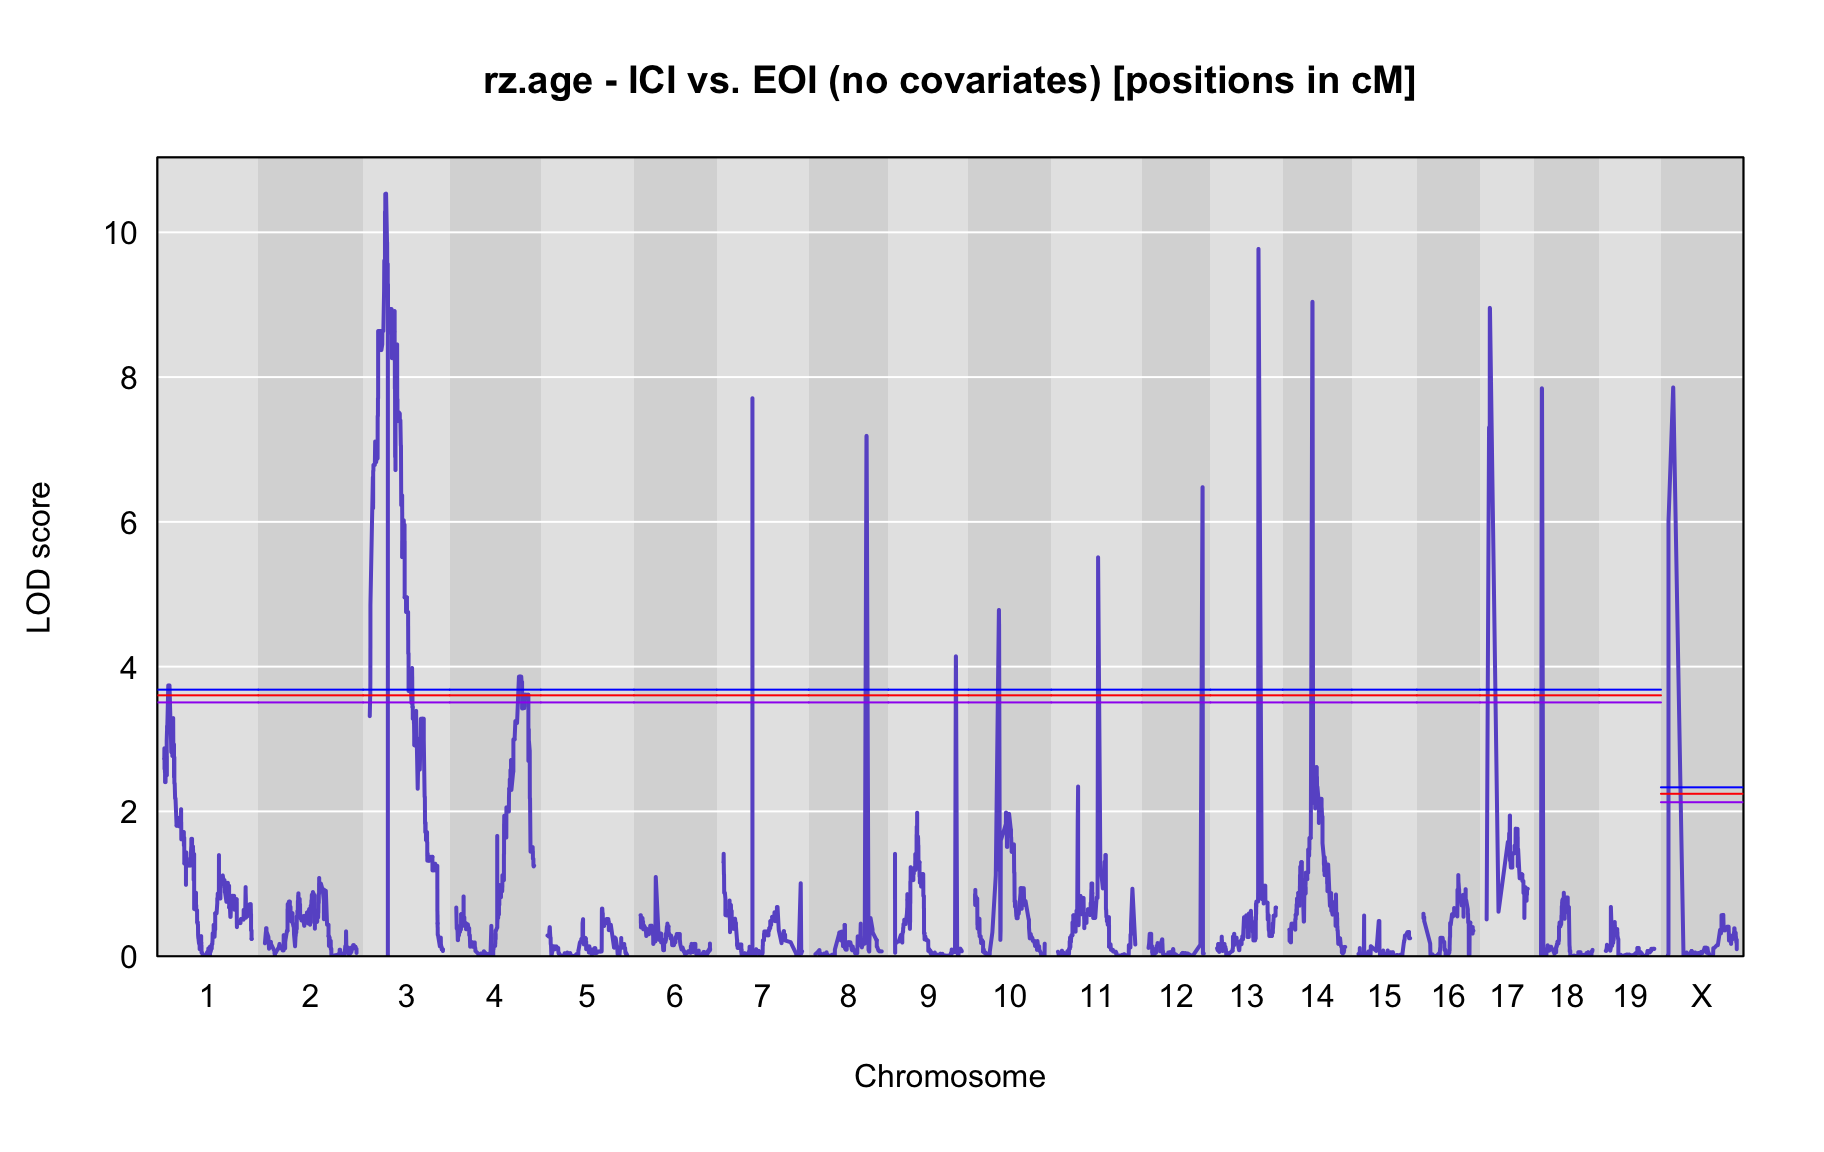 rz.age - ICI vs. EOI (no covariates) [positions in cM]
10
8
6
4
2
0
LOD score
1 2 3 4 5 6 7 8 9 10 11 12 13 14 15 16 17 18 19 X
Chromosome